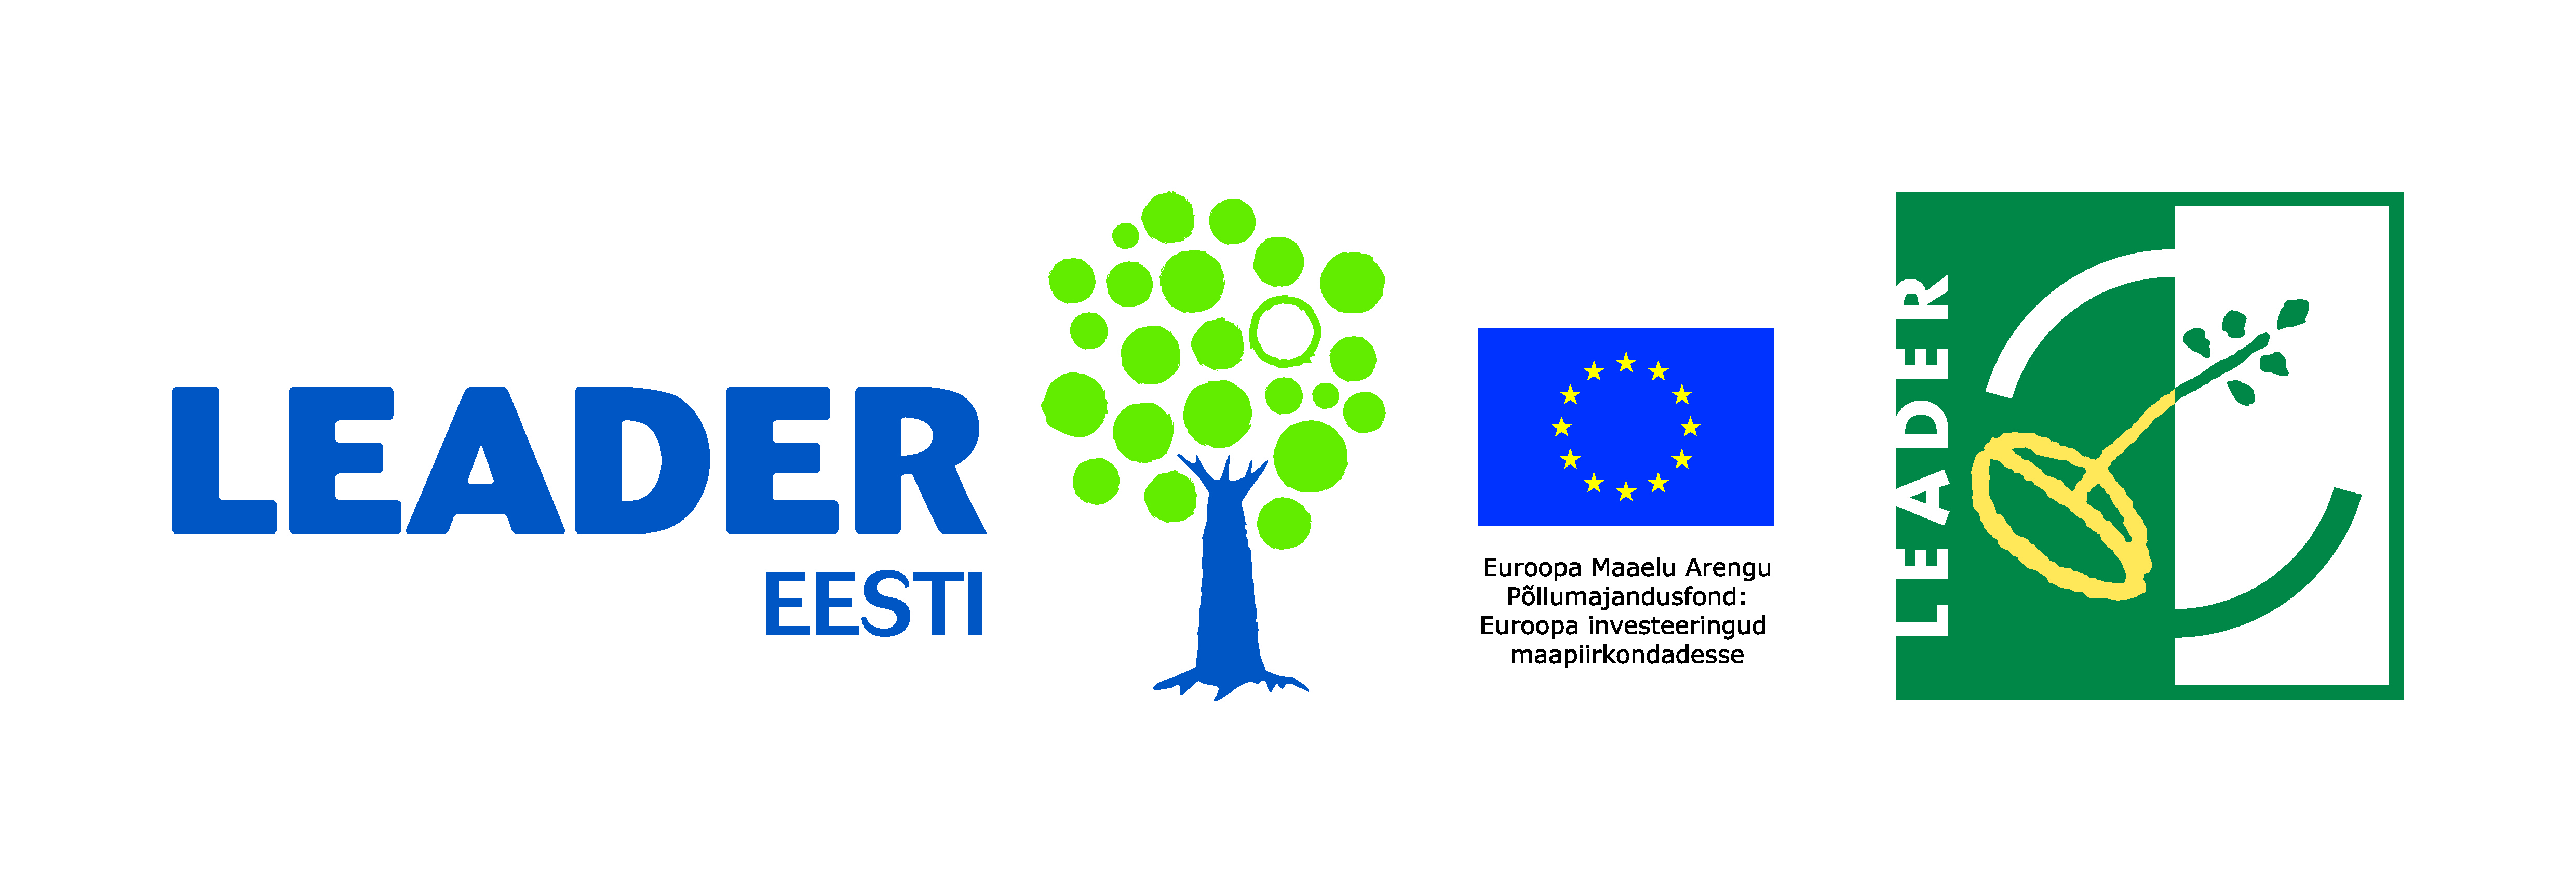 LEADER
EESTI
Euroopa Maaelu Arengu
Põllumajandusfond:
Euroopa investeeringud
maapiirkondadesse
LEADER